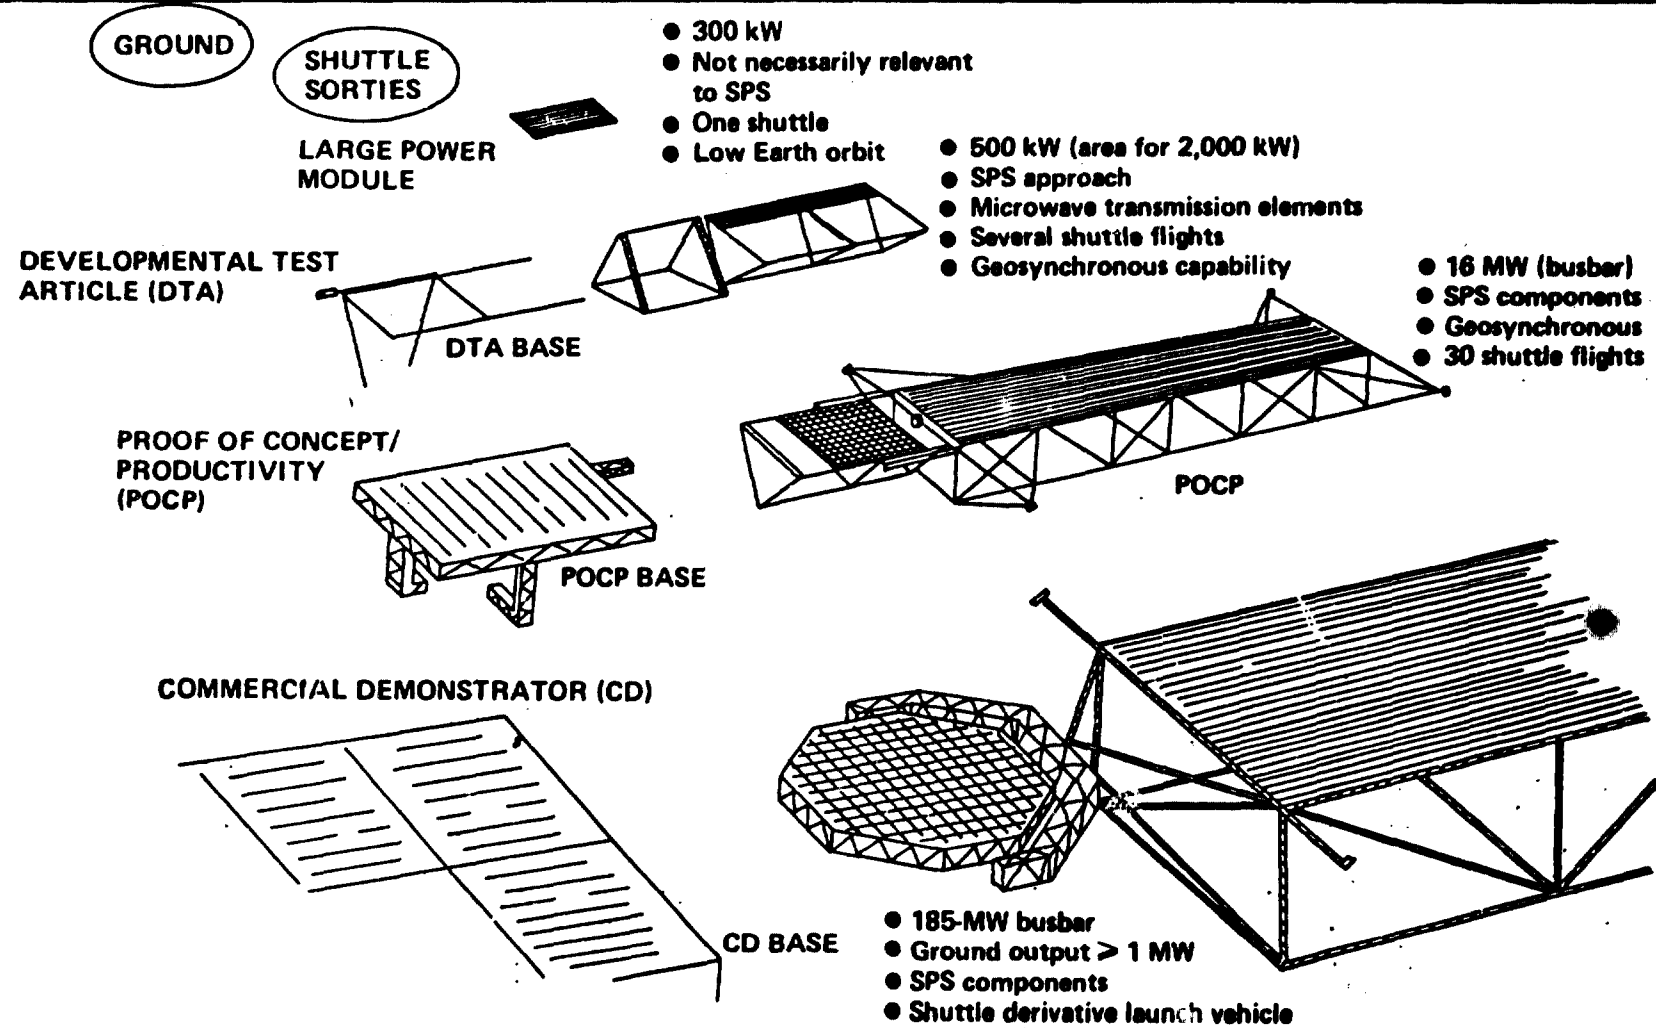 GROUND
SHUTTLE
SORTIES
LARGE POWER
MODULE
● 300 kW
● Not necessarily relevant
to SPS
● One shuttle
● Low Earth orbit
● 500 kW (area for 2,000 kW)
● SPS approach
● Microwave transmission elements
● Several shuttle flights
● Geosynchronous capability
DEVELOPMENTAL TEST
ARTICLE (DTA)
DTA BASE
● 16 MW (busbar)
● SPS components
● Geosynchronous
● 30 shuttle flights
PROOF OF CONCEPT/
PRODUCTIVITY
(POCP)
POCP
POCP BASE
COMMERCIAL DEMONSTRATOR (CD)
CD BASE
● 185-MW busbar
● Ground output ⩾ 1 MW
● SPS components
● Shuttle derivative launch vehicle